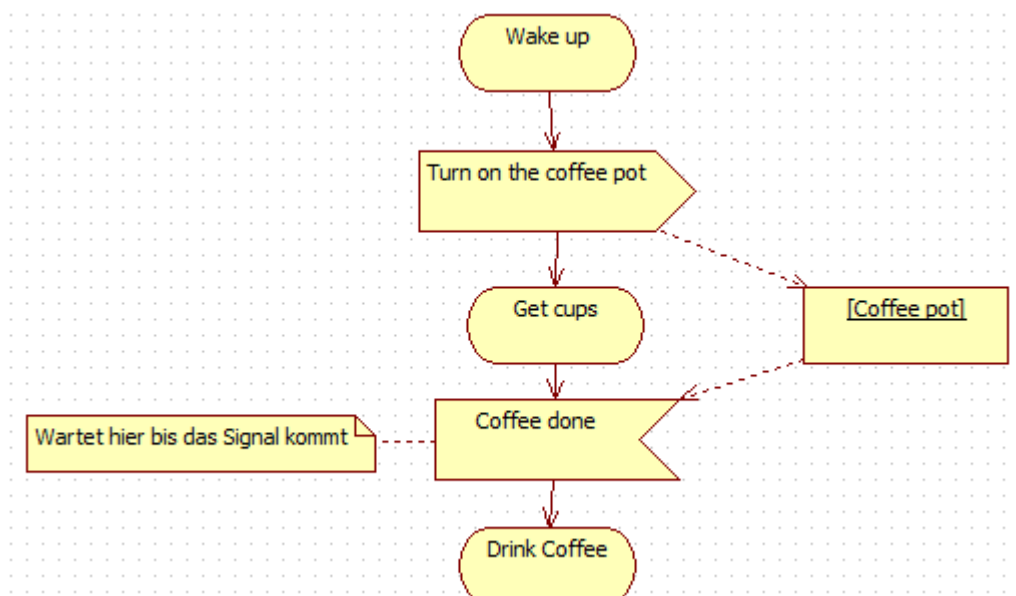 Wake up
Turn on the coffee pot
Get cups
[Coffee pot]
Coffee done
Wartet hier bis das Signal kommt
Drink Coffee